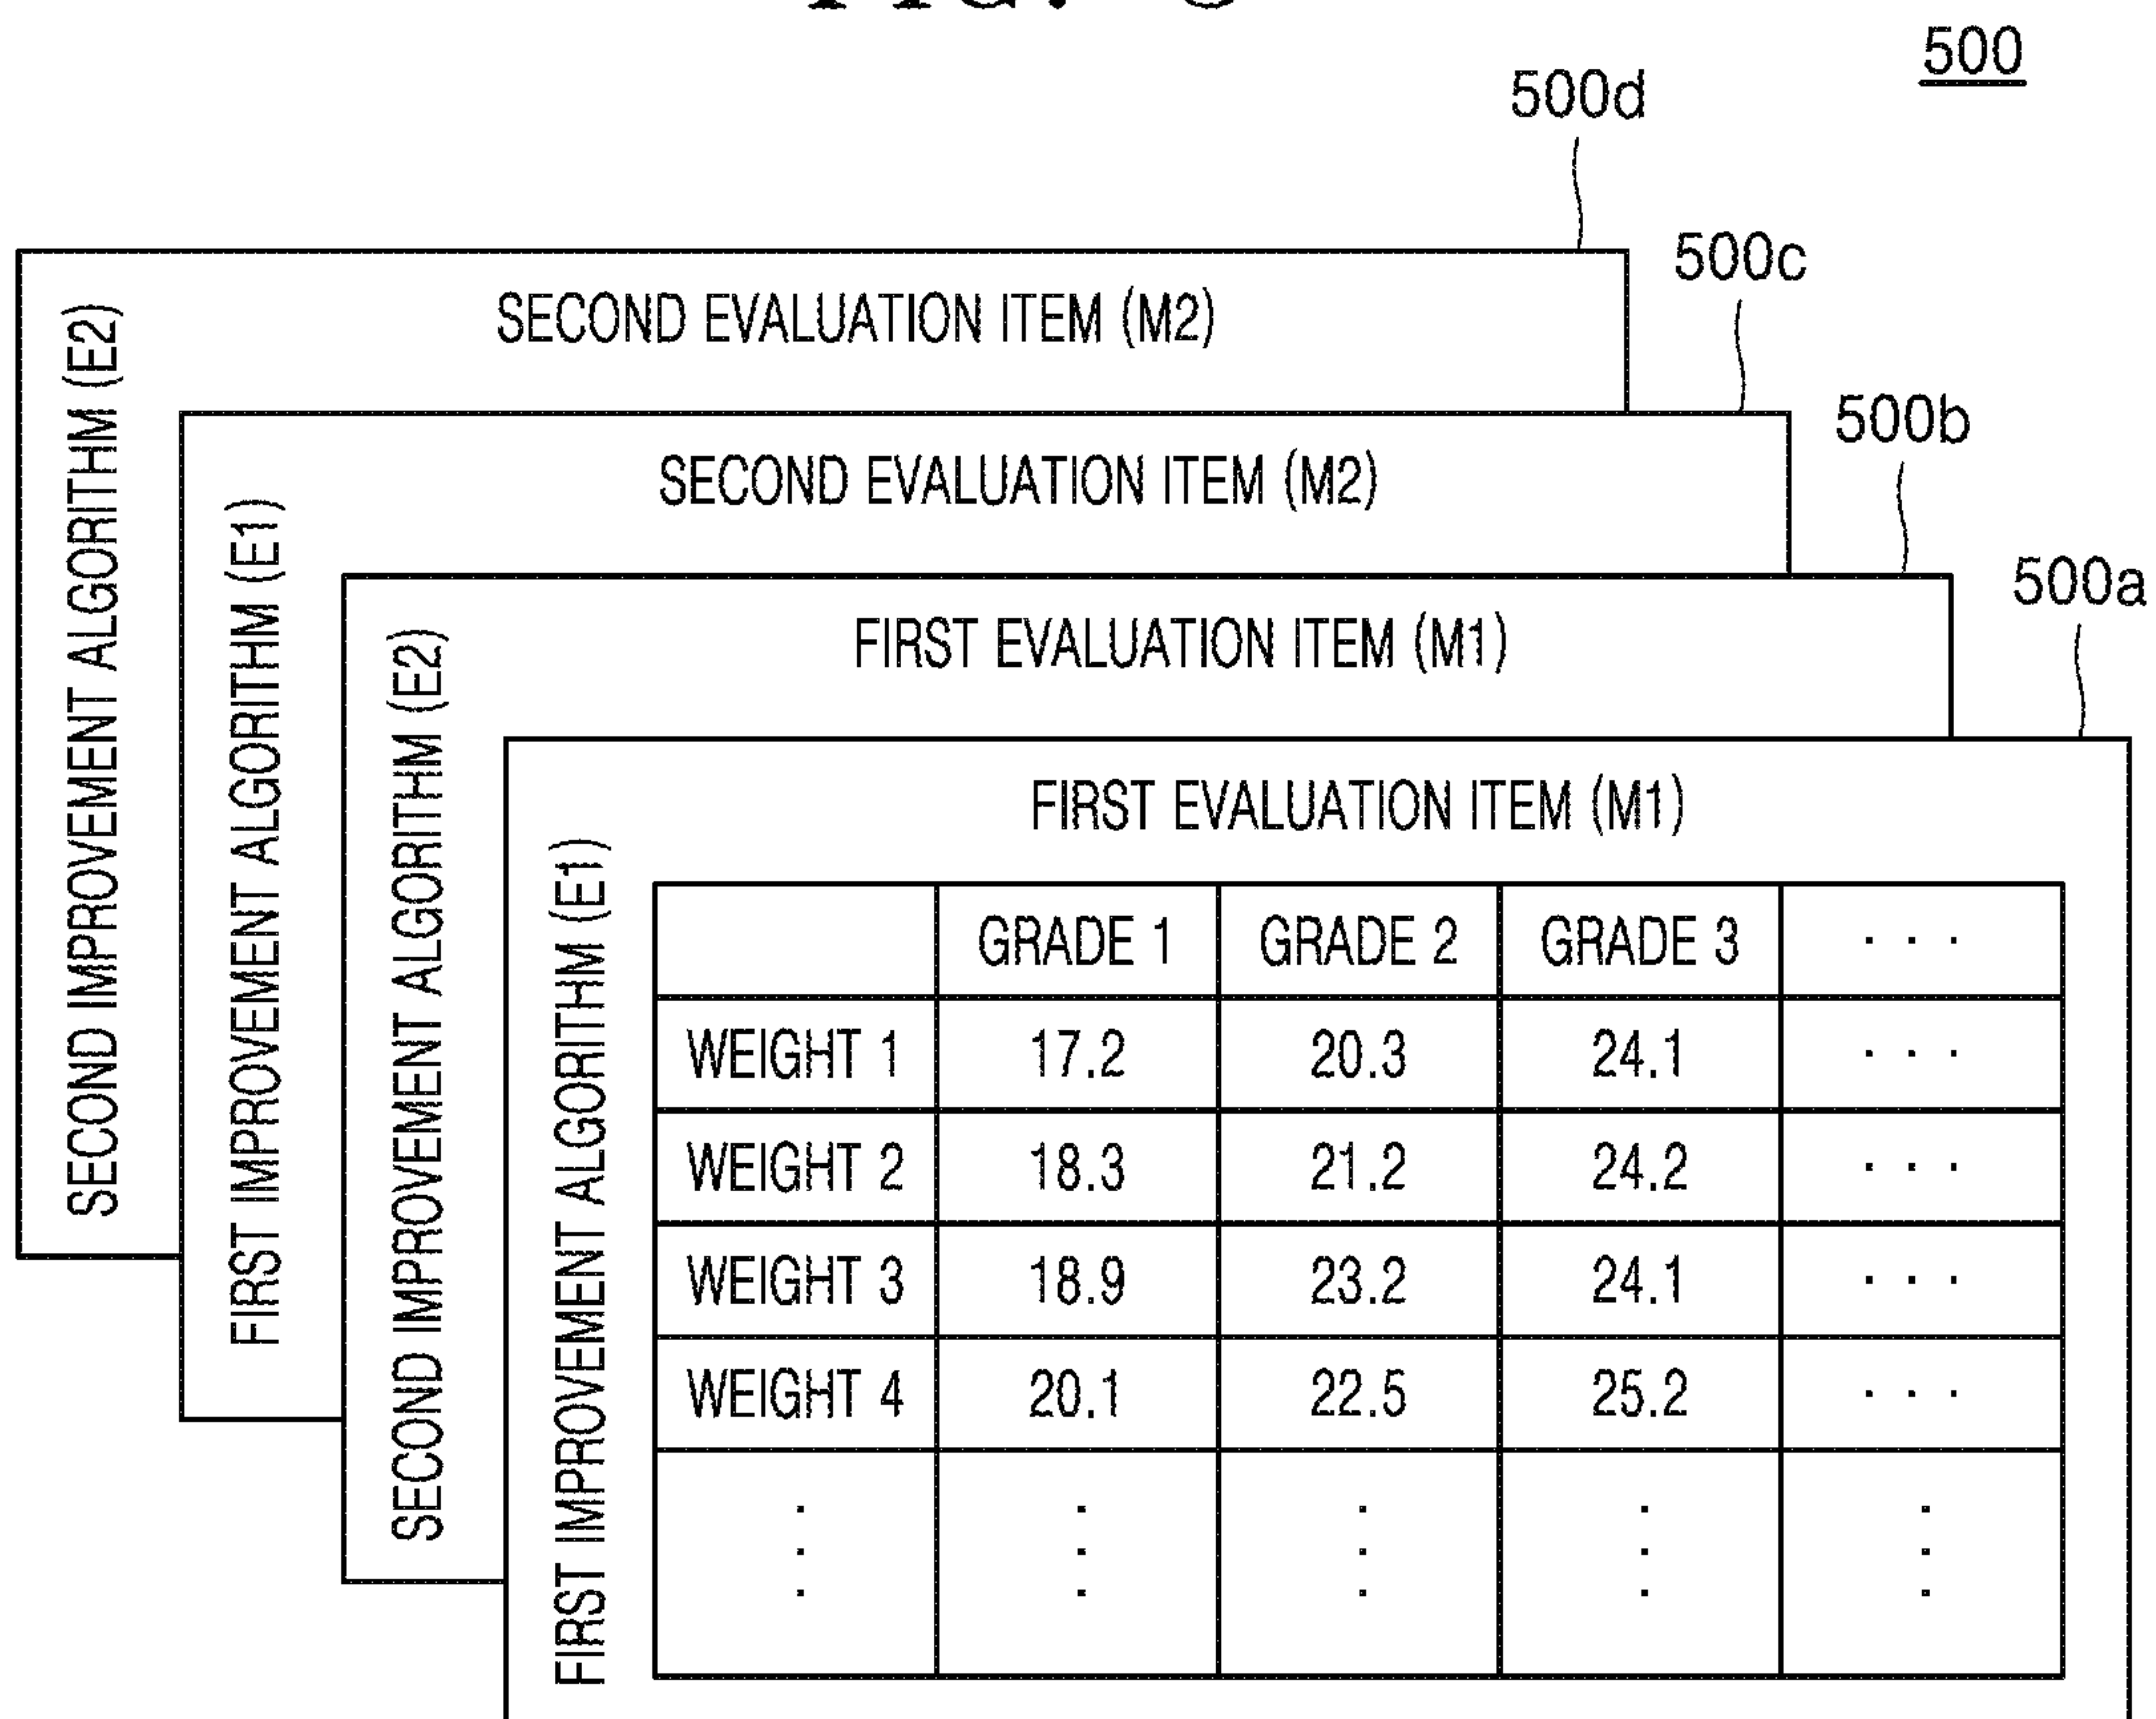 500
500d
500c
500b
500a
SECOND EVALUATION ITEM (M2)
SECOND IMPROVEMENT ALGORITHM (E2)
SECOND EVALUATION ITEM (M2)
FIRST IMPROVEMENT ALGORITHM (E1)
FIRST EVALUATION ITEM (M1)
SECOND IMPROVEMENT ALGORITHM (E2)
FIRST EVALUATION ITEM (M1)
FIRST IMPROVEMENT ALGORITHM (E1)
GRADE 1 GRADE 2 GRADE 3 . . .
WEIGHT 1 17.2 20.3 24.1 . . .
WEIGHT 2 18.3 21.2 24.2 . . .
WEIGHT 3 18.9 23.2 24.1 . . .
WEIGHT 4 20.1 22.5 25.2 . . .